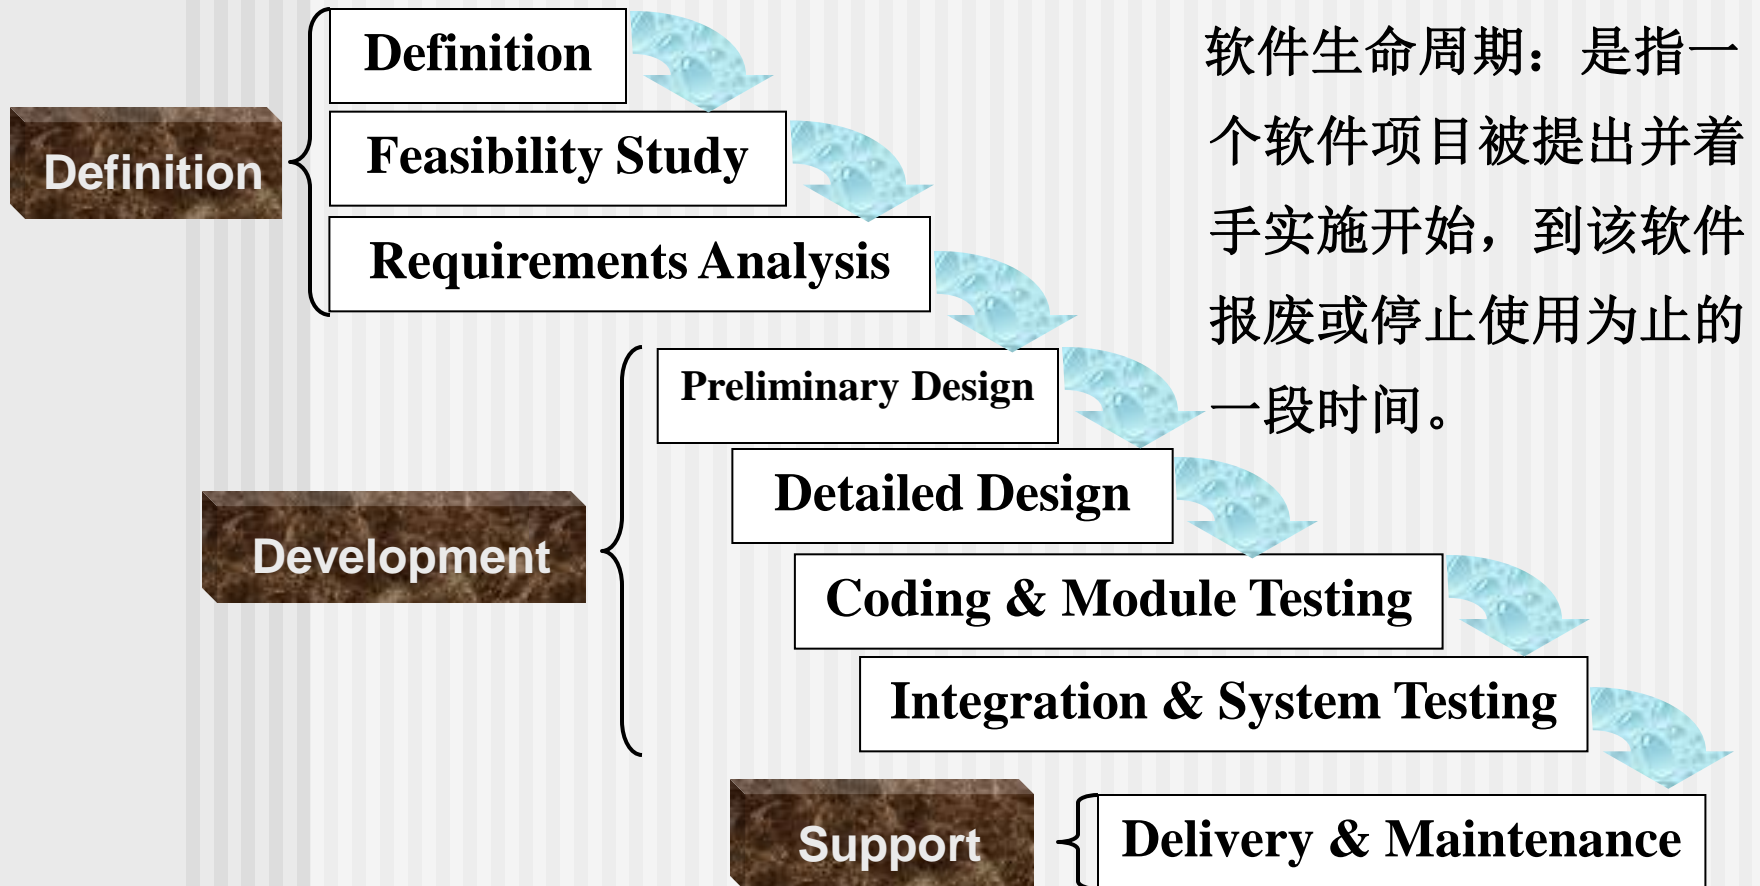 Definition
Definition
Feasibility Study
Requirements Analysis
软件生命周期：是指一
个软件项目被提出并着
手实施开始，到该软件
报废或停止使用为止的
一段时间。
Development
Preliminary Design
Detailed Design
Coding & Module Testing
Integration & System Testing
Support
Delivery & Maintenance